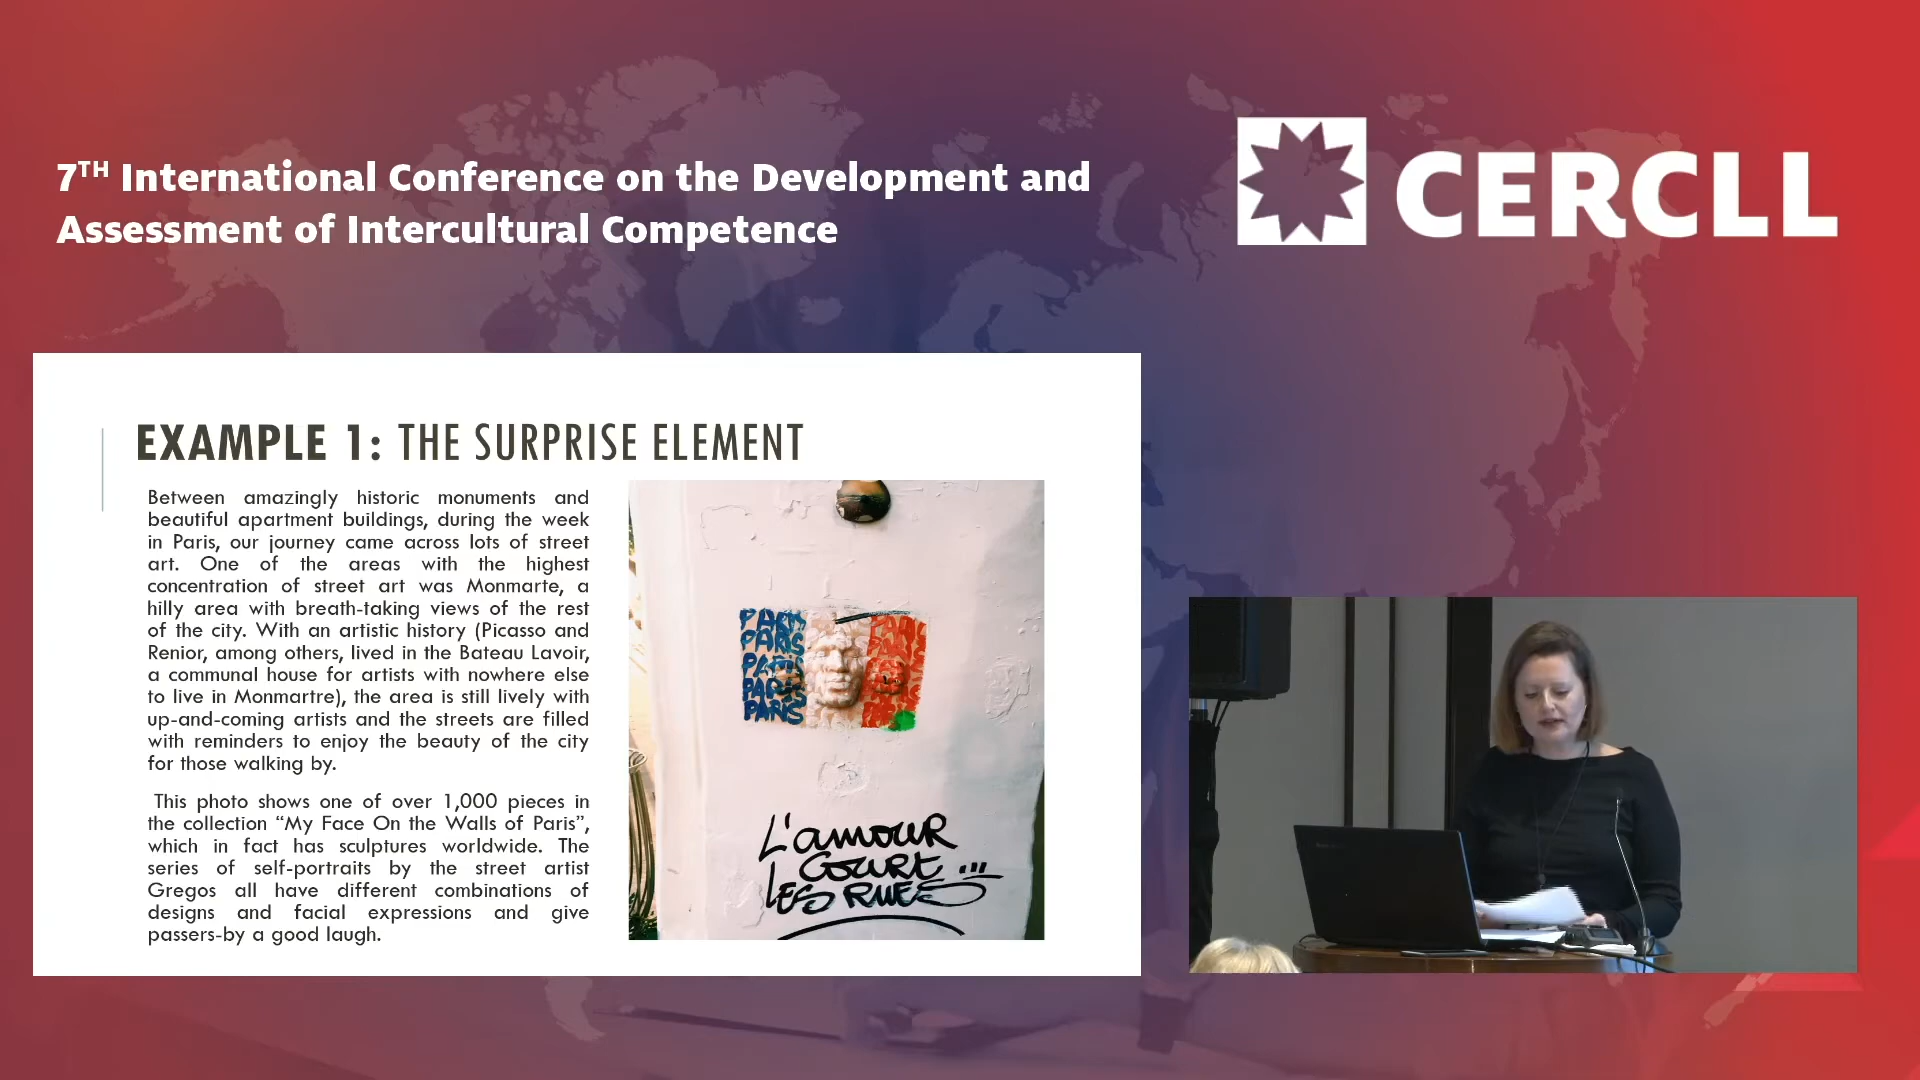 7TH International Conference on the Development and
Assessment of Intercultural Competence
CERCLL
EXAMPLE 1: THE SURPRISE ELEMENT
Between amazingly historic monuments and
beautiful apartment buildings, during the week
in Paris, our journey came across lots of street
art. One of the areas with the highest
concentration of street art was Monmarte, a
hilly area with breath-taking views of the rest
of the city. With an artistic history (Picasso and
Renior, among others, lived in the Bateau Lavoir,
a communal house for artists with nowhere else
to live in Monmartre), the area is still lively with
up-and-coming artists and the streets are filled
with reminders to enjoy the beauty of the city
for those walking by.
This photo shows one of over 1,000 pieces in
the collection “My Face On the Walls of Paris”,
which in fact has sculptures worldwide. The
series of self-portraits by the street artist
Gregos all have different combinations of
designs and facial expressions and give
passers-by a good laugh.
PARIS
PARIS
PARIS
PARIS
PARIS
L'amour
court
les rues...